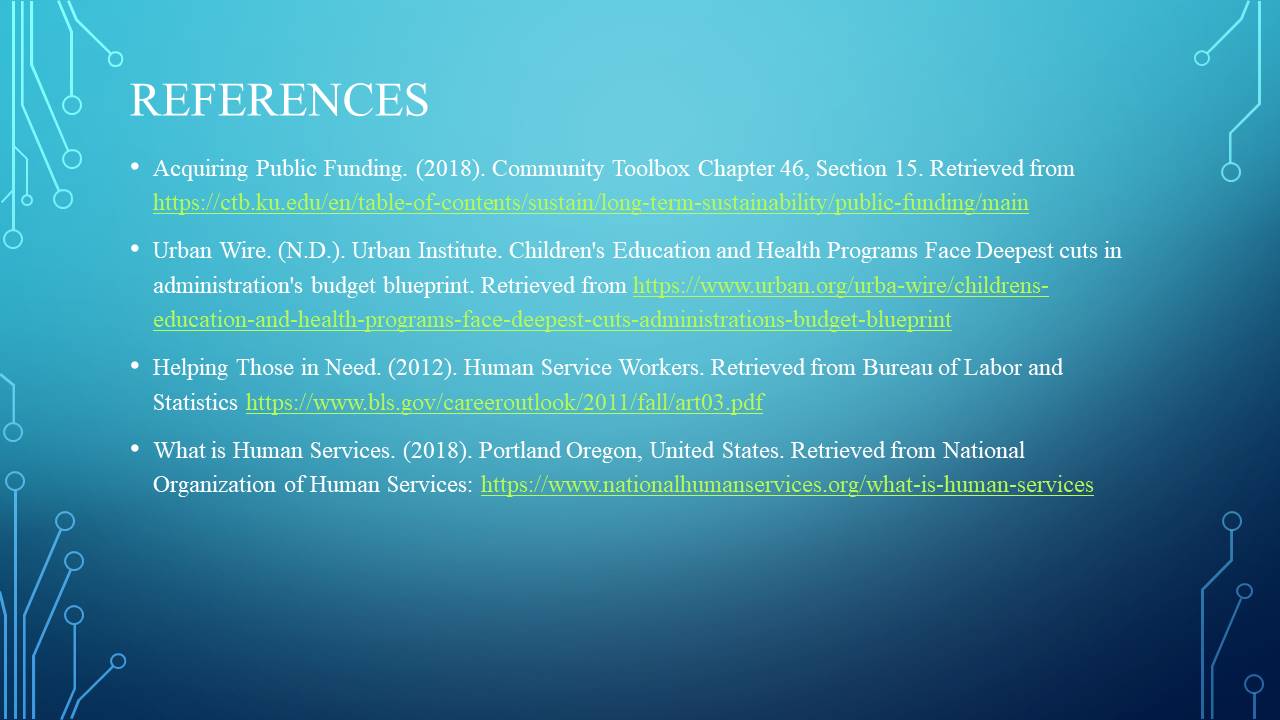 REFERENCES
• Acquiring Public Funding. (2018). Community Toolbox Chapter 46, Section 15. Retrieved from
https://ctb.ku.edu/en/table-of-contents/sustain/long-term-sustainability/public-funding/main
• Urban Wire. (N.D.). Urban Institute. Children's Education and Health Programs Face Deepest cuts in
administration's budget blueprint. Retrieved from https://www.urban.org/urba-wire/childrens-
education-and-health-programs-face-deepest-cuts-administrations-budget-blueprint
• Helping Those in Need. (2012). Human Service Workers. Retrieved from Bureau of Labor and
Statistics https://www.bls.gov/careeroutlook/2011/fall/art03.pdf
• What is Human Services. (2018). Portland Oregon, United States. Retrieved from National
Organization of Human Services: https://www.nationalhumanservices.org/what-is-human-services